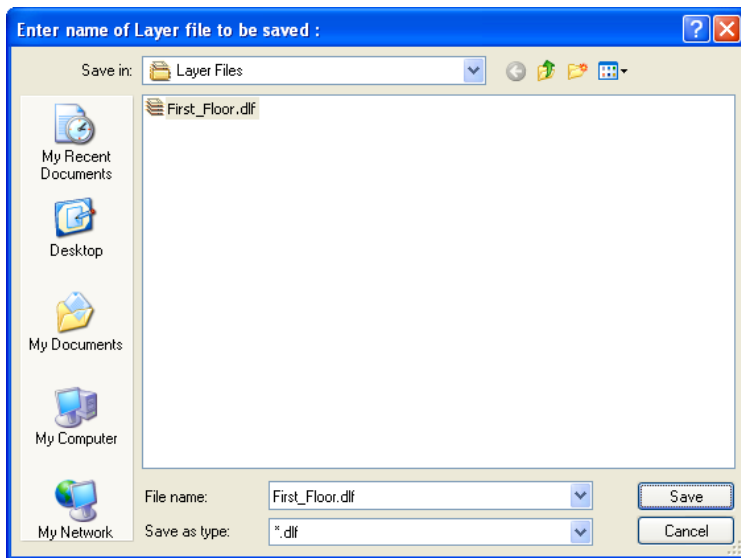 Enter name of Layer file to be saved :
Save in: Layer Files
First_Floor.dlf
My Recent
Documents
Desktop
My Documents
My Computer
My Network
File name: First_Floor.dlf Save
Save as type: *.dlf Cancel